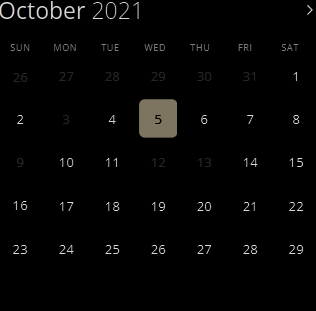 October 2021
SUN MON TUE WED THU FRI SAT
26 27 28 29 30 31 1
2 3 4 5 6 7 8
9 10 11 12 13 14 15
16 17 18 19 20 21 22
23 24 25 26 27 28 29